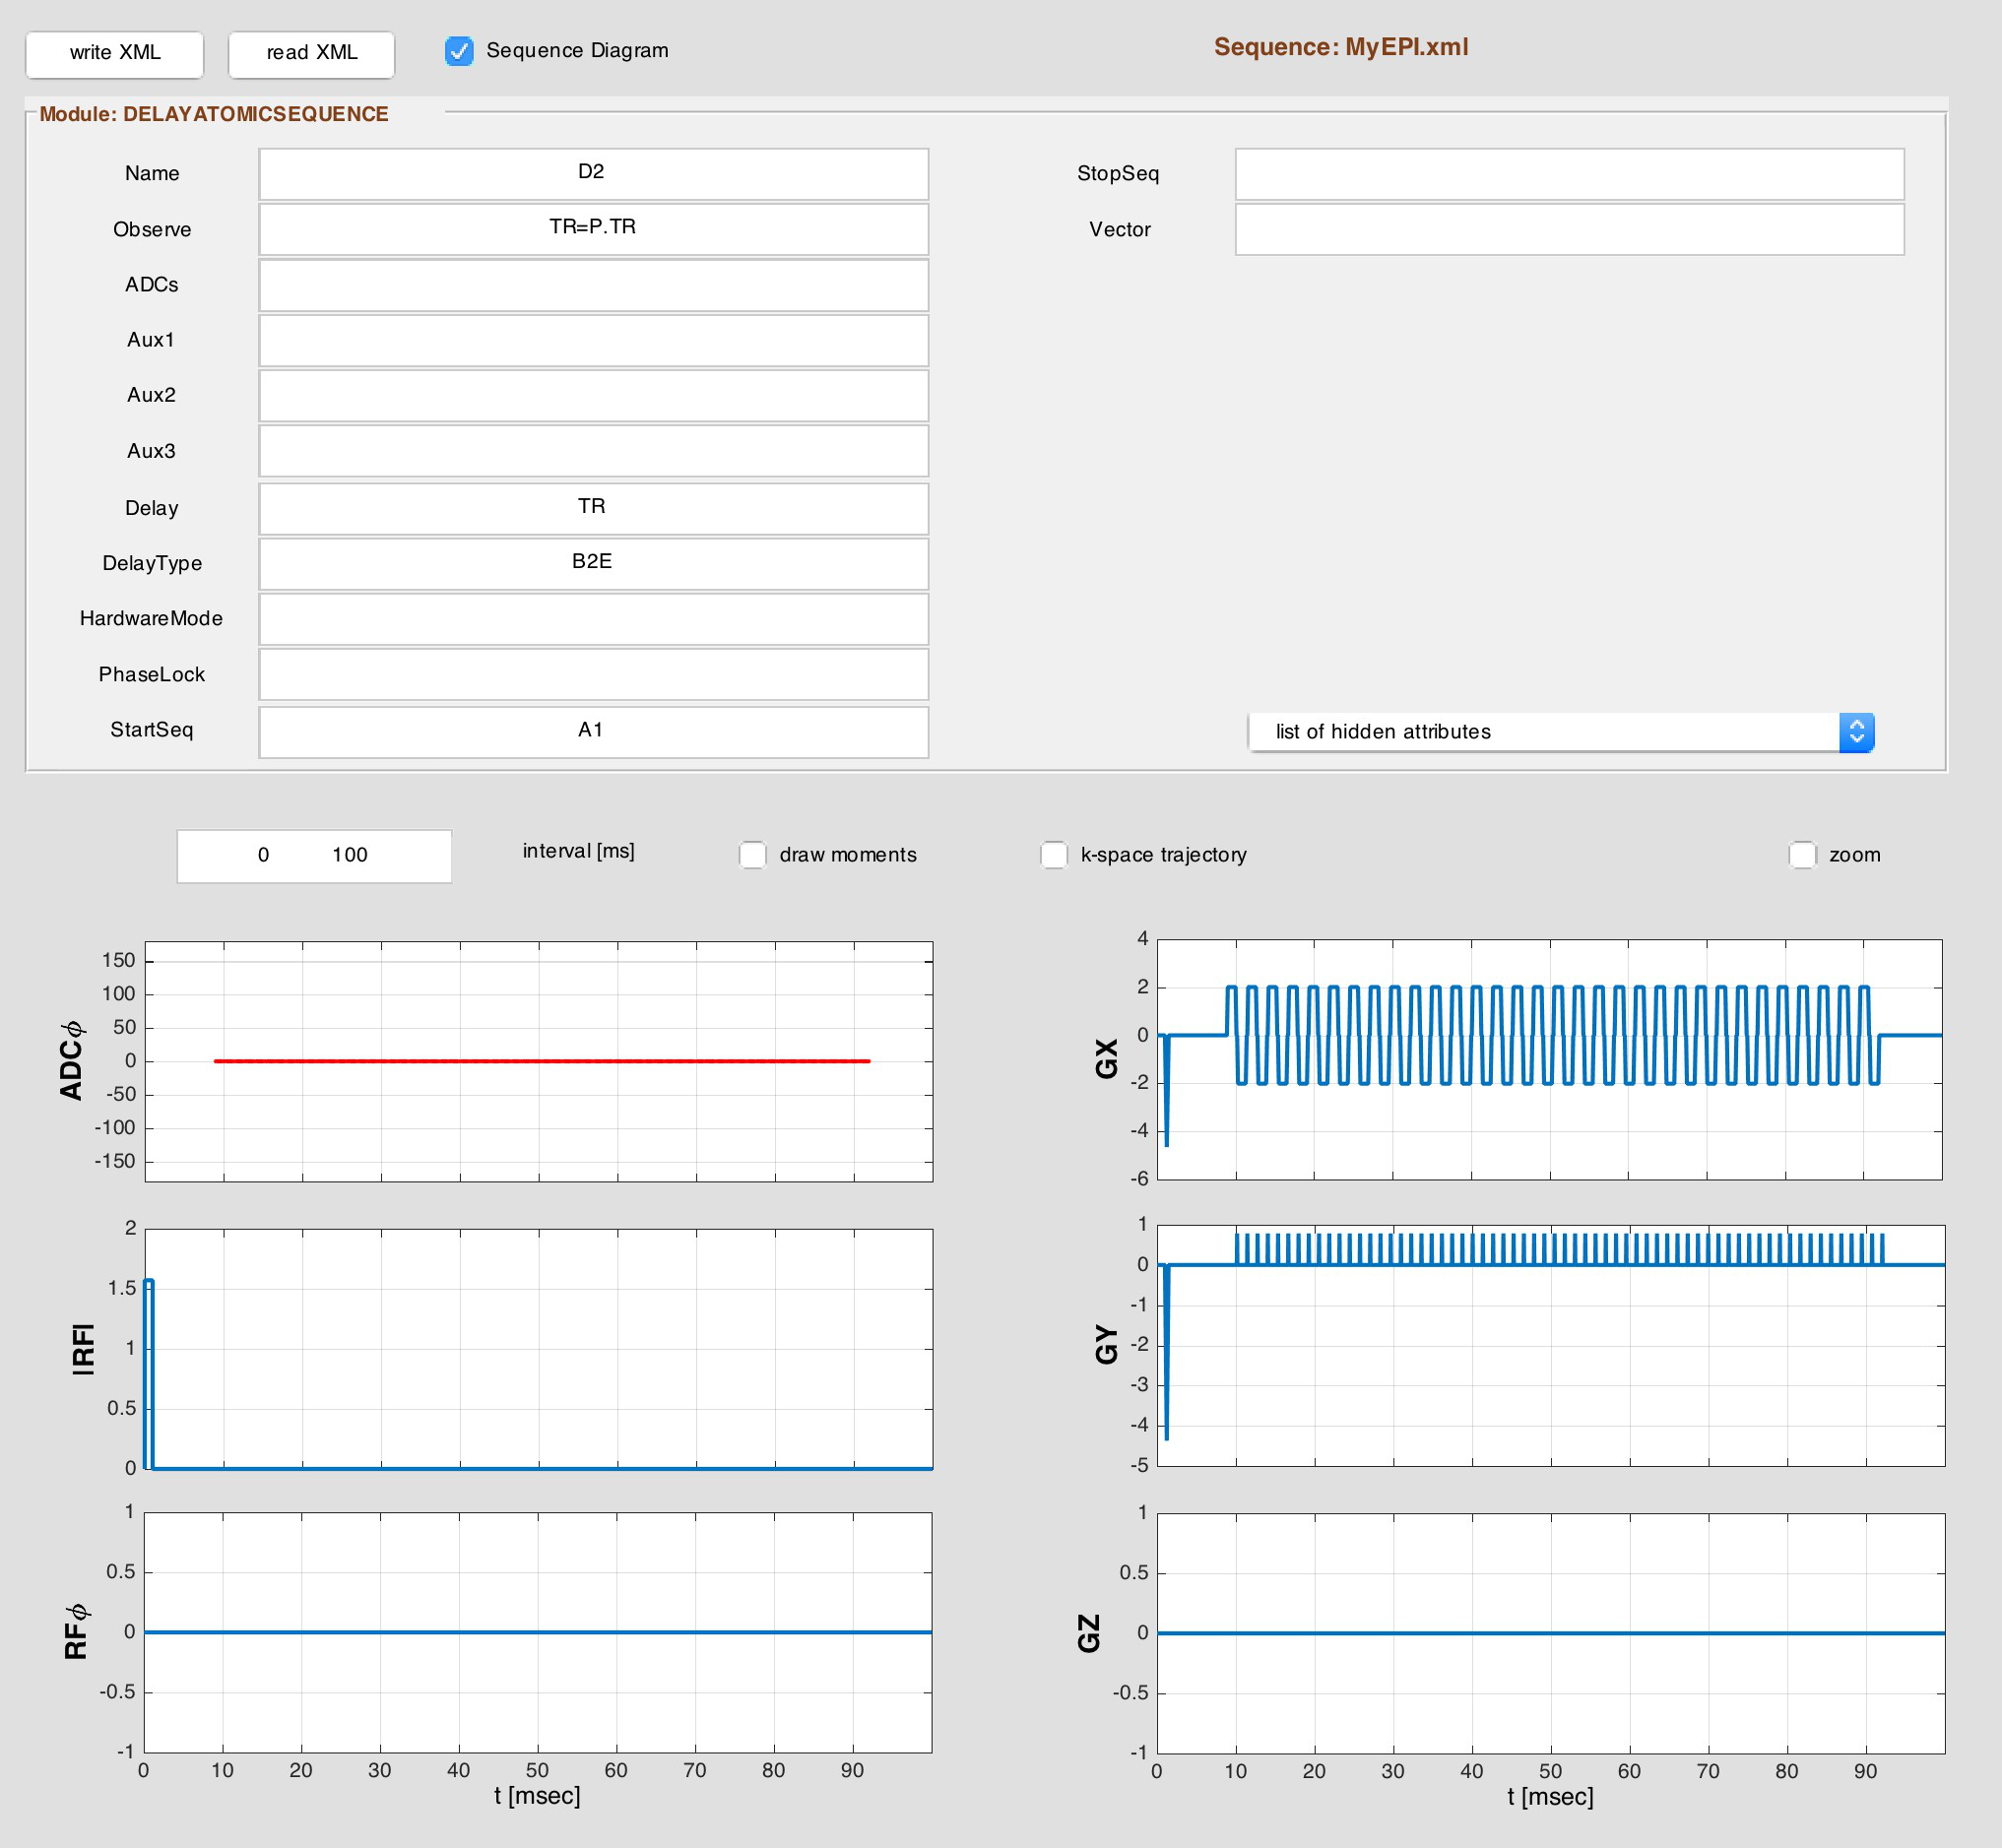 write XML read XML Sequence Diagram Sequence: MyEPI.xml
Module: DELAYATOMICSEQUENCE
Name D2 StopSeq
Observe TR=P.TR Vector
ADCs
Aux1
Aux2
Aux3
Delay TR
DelayType B2E
HardwareMode
PhaseLock
StartSeq A1 list of hidden attributes
0 100 interval [ms] draw moments k-space trajectory zoom
ADCϕ
150
100
50
0
-50
-100
-150
GX
4
2
0
-2
-4
-6
|RF|
2
1.5
1
0.5
0
GY
1
0
-1
-2
-3
-4
-5
RFϕ
1
0.5
0
-0.5
-1
0 10 20 30 40 50 60 70 80 90
t [msec]
GZ
1
0.5
0
-0.5
-1
0 10 20 30 40 50 60 70 80 90
t [msec]